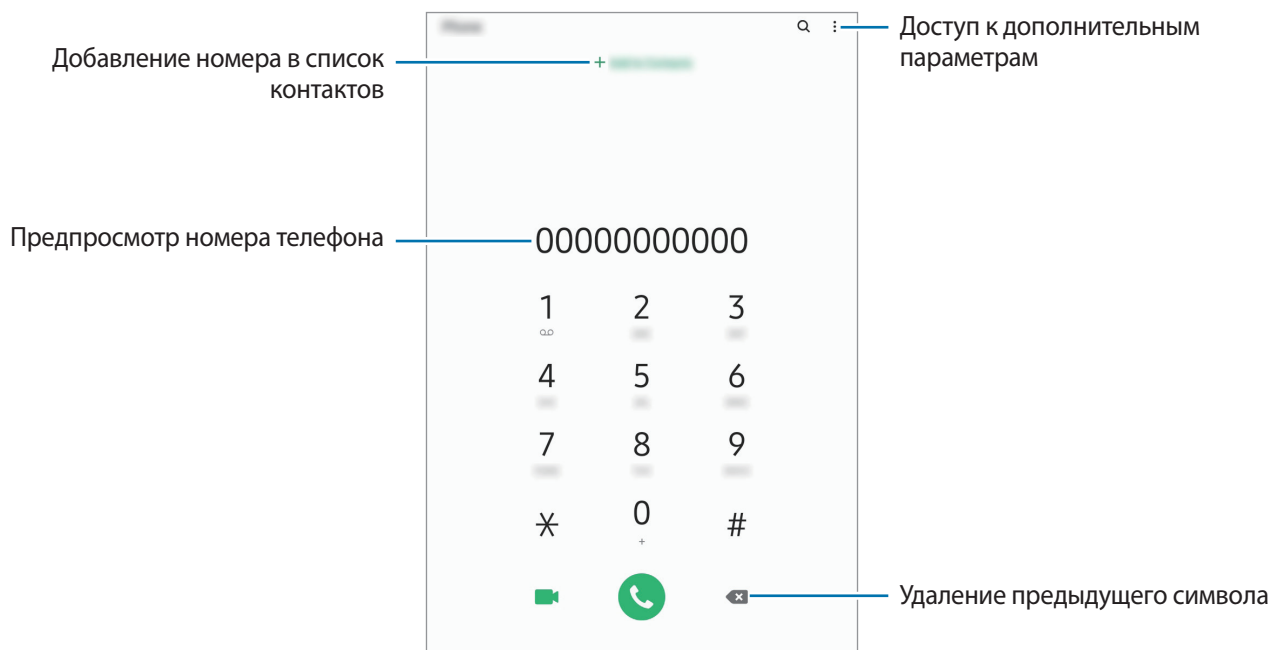 Доступ к дополнительным
параметрам
Добавление номера в список
контактов
+
Предпросмотр номера телефона
00000000000
1 2 3
4 5 6
7 8 9
* 0 #
+
Удаление предыдущего символа